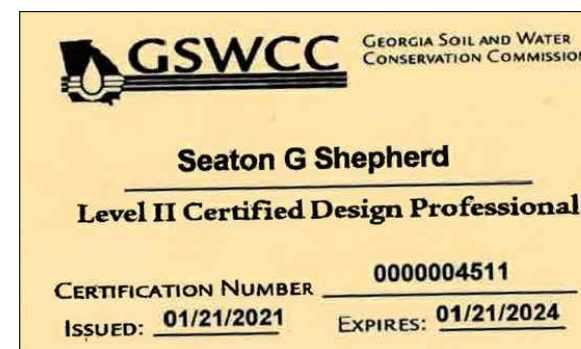 GSWCC GEORGIA SOIL AND WATER
CONSERVATION COMMISSION
Seaton G Shepherd
Level II Certified Design Professional
CERTIFICATION NUMBER 0000004511
ISSUED: 01/21/2021 EXPIRES: 01/21/2024